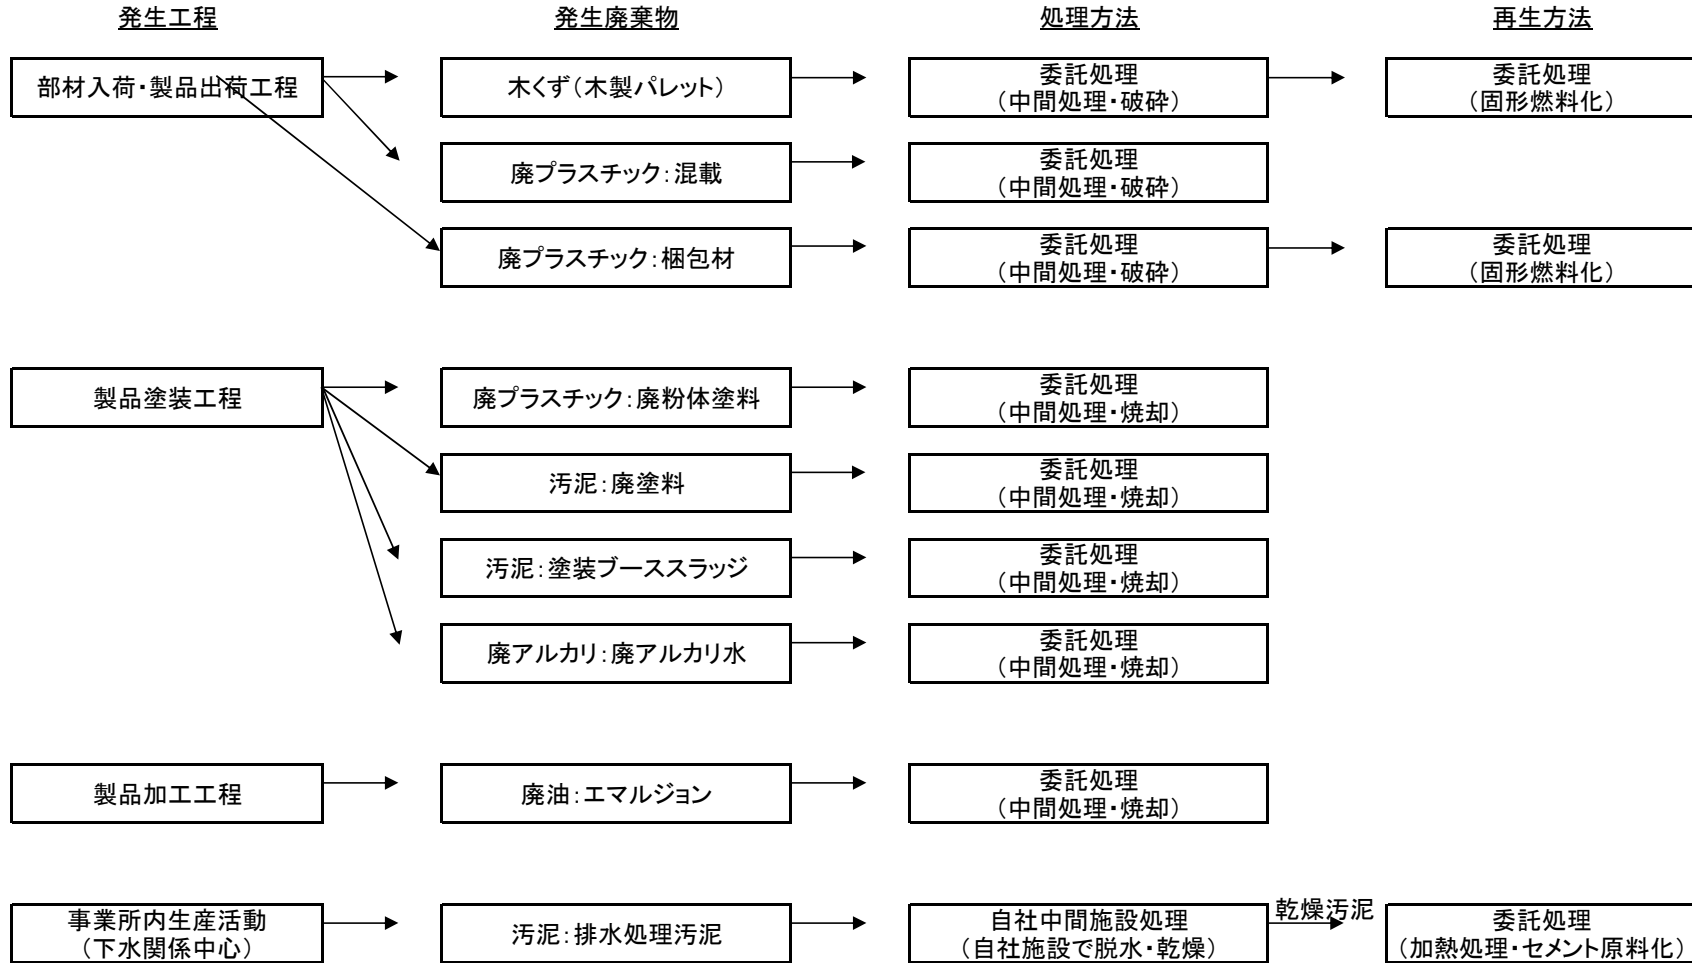 発生工程
発生廃棄物
処理方法
再生方法
部材入荷・製品出荷工程
木くず（木製パレット）
委託処理
（中間処理・破砕）
委託処理
（固形燃料化）
廃プラスチック：混載
委託処理
（中間処理・破砕）
廃プラスチック：梱包材
委託処理
（中間処理・破砕）
委託処理
（固形燃料化）
製品塗装工程
廃プラスチック：廃粉体塗料
委託処理
（中間処理・焼却）
汚泥：廃塗料
委託処理
（中間処理・焼却）
汚泥：塗装ブーススラッジ
委託処理
（中間処理・焼却）
廃アルカリ：廃アルカリ水
委託処理
（中間処理・焼却）
製品加工工程
廃油：エマルジョン
委託処理
（中間処理・焼却）
事業所内生産活動
（下水関係中心）
汚泥：排水処理汚泥
自社中間施設処理
（自社施設で脱水・乾燥）
乾燥汚泥
委託処理
（加熱処理・セメント原料化）